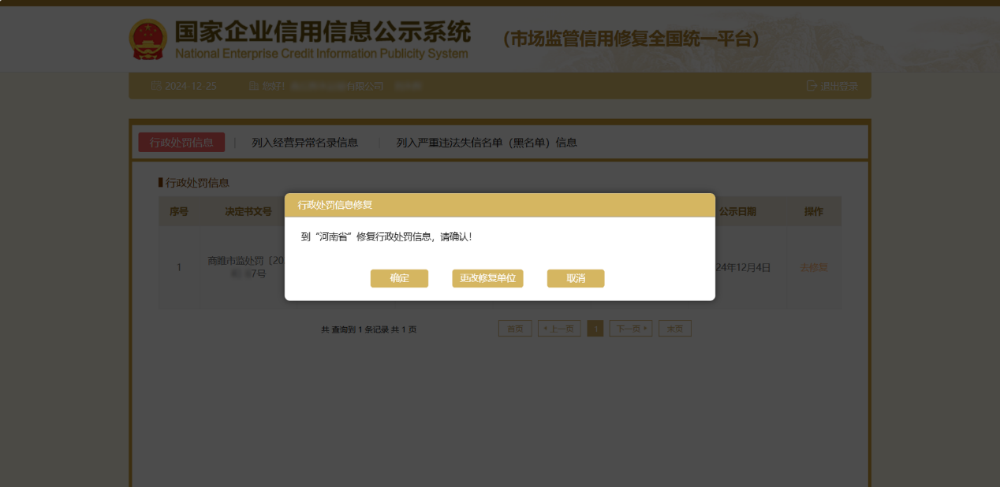 国家企业信用信息公示系统
(市场监管信用修复全国统一平台)
National Enterprise Credit Information Publicity System
2024-12-25 您好! 有限公司 退出登录
行政处罚信息 | 列入经营异常名录信息 | 列入严重违法失信名单（黑名单）信息
行政处罚信息
序号 决定书文号 公示日期 操作
行政处罚信息修复
到“河南省”修复行政处罚信息，请确认！
1 商睢市监处罚〔20 7号 24年12月4日 去修复
确定 更改修复单位 取消
共 查询到 1 条记录 共 1 页 首页 上一页 1 下一页 末页